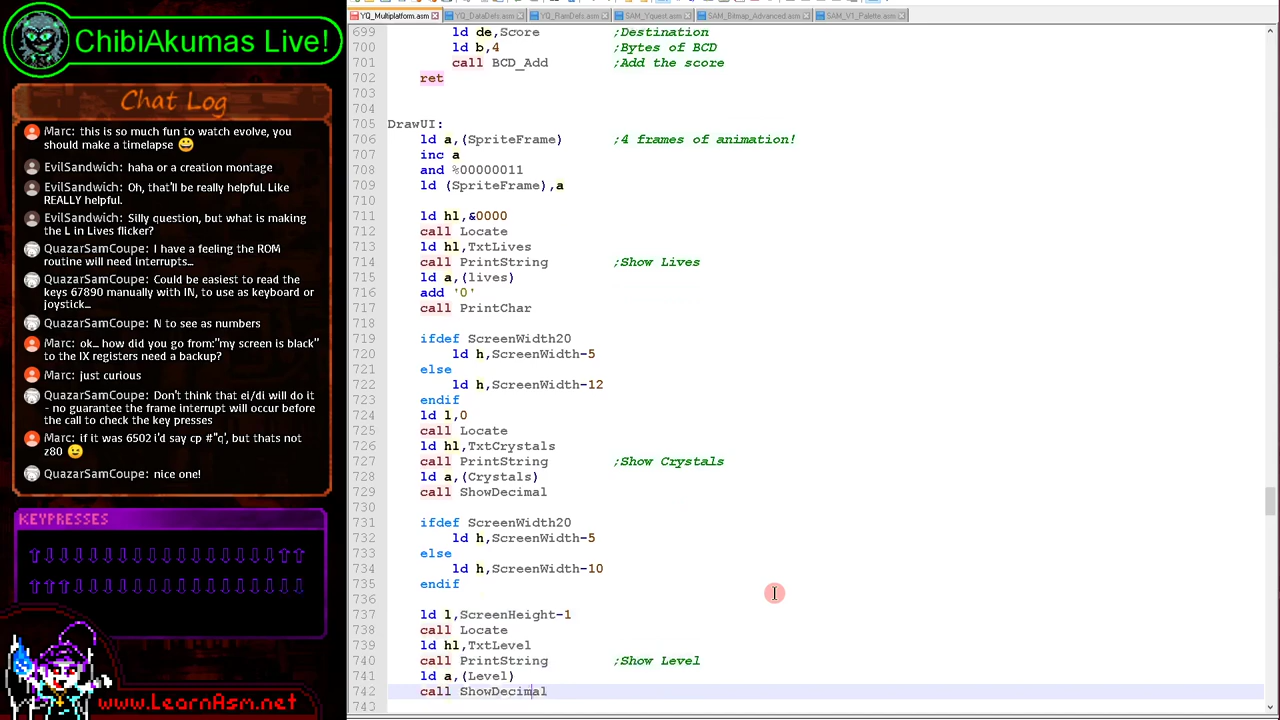 ChibiAkumas Live!
Chat Log
Marc: this is so much fun to watch evolve, you
should make a timelapse
EvilSandwich: haha or a creation montage
EvilSandwich: Oh, that'll be really helpful. Like
REALLY helpful.
EvilSandwich: Silly question, but what is making
the L in Lives flicker?
QuazarSamCoupe: I have a feeling the ROM
routine will need interrupts...
QuazarSamCoupe: Could be easiest to read the
keys 67890 manually with IN, to use as keyboard or
joystick...
QuazarSamCoupe: N to see as numbers
Marc: ok... how did you go from:"my screen is black"
to the IX registers need a backup?
Marc: just curious
QuazarSamCoupe: Don't think that ei/di will do it
- no guarantee the frame interrupt will occur before
the call to check the key presses
Marc: if it was 6502 i'd say cp #"q', but thats not
z80
QuazarSamCoupe: nice one!
KEYPRESSES
↑⇩⇩⇩⇩⇩⇩⇩⇩⇩⇩⇩⇩⇩⇩⇩⇩↑↑
↑↑↑⇩⇩⇩⇩⇩⇩⇩⇩⇩⇩⇩⇩⇩⇩⇩⇩
www.LearnAsm.net
YQ_Multiplatform.asm YQ_DataDefs.asm YQ_RamDefs.asm SAM_Yquest.asm SAM_Bitmap_Advanced.asm SAM_VT_Palette.asm
699 ld de,Score ;Destination
700 ld b,4 ;Bytes of BCD
701 call BCD_Add ;Add the score
702 ret
703
704
705 DrawUI:
706 ld a,(SpriteFrame) ;4 frames of animation!
707 inc a
708 and %00000011
709 ld (SpriteFrame),a
710
711 ld hl,&0000
712 call Locate
713 ld hl,TxtLives
714 call PrintString ;Show Lives
715 ld a,(lives)
716 add '0'
717 call PrintChar
718
719 ifdef ScreenWidth20
720 ld h,ScreenWidth-5
721 else
722 ld h,ScreenWidth-12
723 endif
724 ld l,0
725 call Locate
726 ld hl,TxtCrystals
727 call PrintString ;Show Crystals
728 ld a,(Crystals)
729 call ShowDecimal
730
731 ifdef ScreenWidth20
732 ld h,ScreenWidth-5
733 else
734 ld h,ScreenWidth-10
735 endif
736
737 ld l,ScreenHeight-1
738 call Locate
739 ld hl,TxtLevel
740 call PrintString ;Show Level
741 ld a,(Level)
742 call ShowDecimal
743